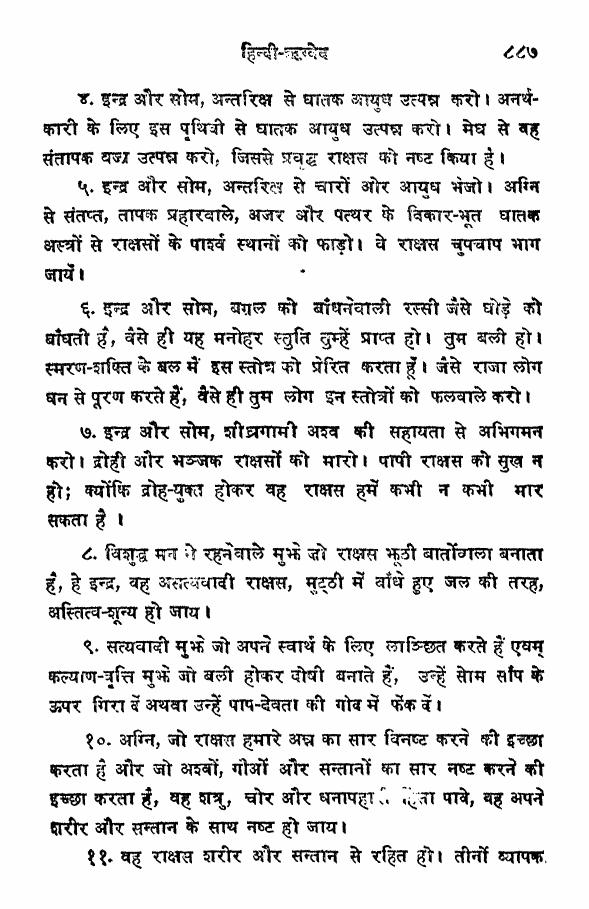 हिन्दी-ऋग्वेद ८८७
४. इन्द्र और सोम, अन्तरिक्ष से घातक आयुध उत्पन्न करो। अनर्थ-
कारी के लिए इस पृथिवी से घातक आयुध उत्पन्न करो। मेघ से वह
संतापक वज्र उत्पन्न करो, जिससे प्रवृद्ध राक्षस को नष्ट किया है।
५. इन्द्र और सोम, अन्तरिक्ष से चारों ओर आयुध भेजो। अग्नि
से संतप्त, तापक प्रहारवाले, अजर और पत्थर के विकार-भूत घातक
अस्त्रों से राक्षसों के पार्श्व स्थानों को फाड़ो। वे राक्षस चुपचाप भाग
जायें।
६. इन्द्र और सोम, बग़ल को बाँधनेवाली रस्सी जैसे घोड़े को
बाँधती है, वैसे ही यह मनोहर स्तुति तुम्हें प्राप्त हो। तुम बली हो।
स्मरण-शक्ति के बल में इस स्तोत्र को प्रेरित करता हूँ। जैसे राजा लोग
धन से पूरण करते हैं, वैसे ही तुम लोग इन स्तोत्रों को फलवाले करो।
७. इन्द्र और सोम, शीघ्रगामी अश्व की सहायता से अभिगमन
करो। द्रोही और भञ्जक राक्षसों को मारो। पापी राक्षस को सुख न
हो; क्योंकि द्रोह-युक्त होकर वह राक्षस हमें कभी न कभी मार
सकता है ।
८. विशुद्ध मन से रहनेवाले मुझे जो राक्षस झूठी बातोंवाला बनाता
है, हे इन्द्र, वह असत्यवादी राक्षस, मुट्ठी में बाँधे हुए जल की तरह,
अस्तित्व-शून्य हो जाय।
९. सत्यवादी मुझे जो अपने स्वार्थ के लिए लाञ्छित करते हैं एवम्
कल्याण-वृत्ति मुझे जो बली होकर दोषी बनाते हैं, उन्हें सोम साँप के
ऊपर गिरा दें अथवा उन्हें पाप-देवता की गोद में फेंक दें।
१०. अग्नि, जो राक्षस हमारे अन्न का सार विनष्ट करने की इच्छा
करता है और जो अश्वों, गौओं और सन्तानों का सार नष्ट करने की
इच्छा करता है, वह शत्रु, चोर और धनापहारी हिंसा पावे, वह अपने
शरीर और सन्तान के साथ नष्ट हो जाय।
११. वह राक्षस शरीर और सन्तान से रहित हो। तीनों व्यापक